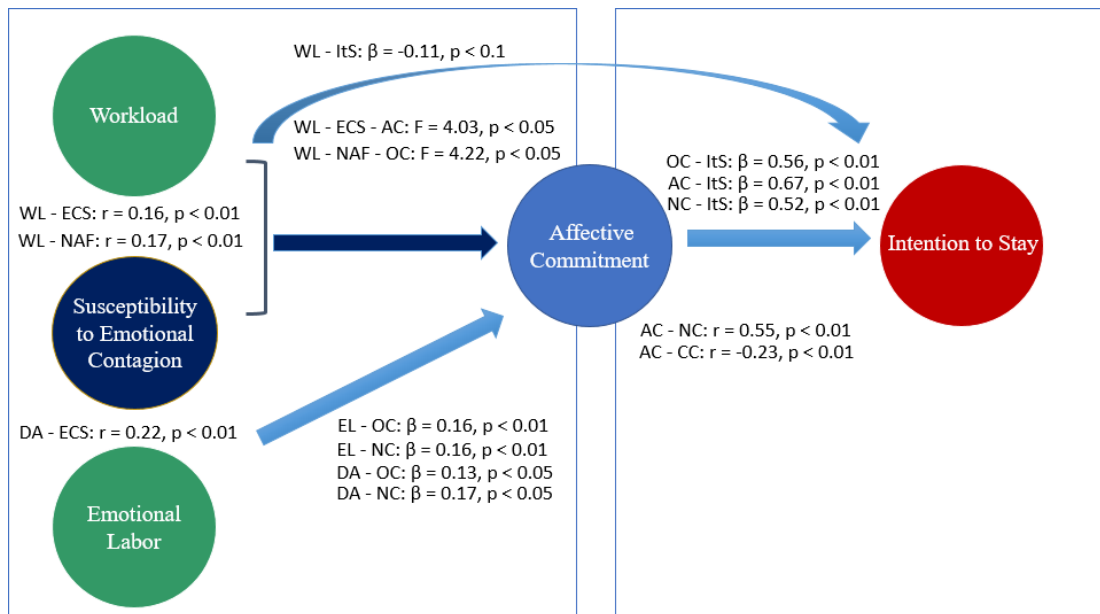 WL - ItS: β = -0.11, p < 0.1
Workload
WL - ECS - AC: F = 4.03, p < 0.05
WL - NAF - OC: F = 4.22, p < 0.05
OC - ItS: β = 0.56, p < 0.01
AC - ItS: β = 0.67, p < 0.01
NC - ItS: β = 0.52, p < 0.01
WL - ECS: r = 0.16, p < 0.01
WL - NAF: r = 0.17, p < 0.01
Affective
Commitment
Intention to Stay
Susceptibility
to Emotional
Contagion
AC - NC: r = 0.55, p < 0.01
AC - CC: r = -0.23, p < 0.01
DA - ECS: r = 0.22, p < 0.01
EL - OC: β = 0.16, p < 0.01
EL - NC: β = 0.16, p < 0.01
DA - OC: β = 0.13, p < 0.05
DA - NC: β = 0.17, p < 0.05
Emotional
Labor